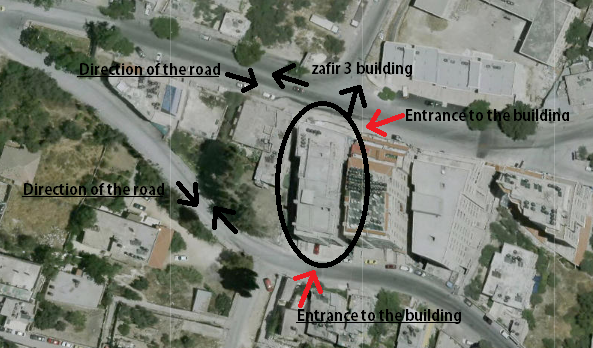 Direction of the road
zafir 3 building
Entrance to the building
Direction of the road
Entrance to the building